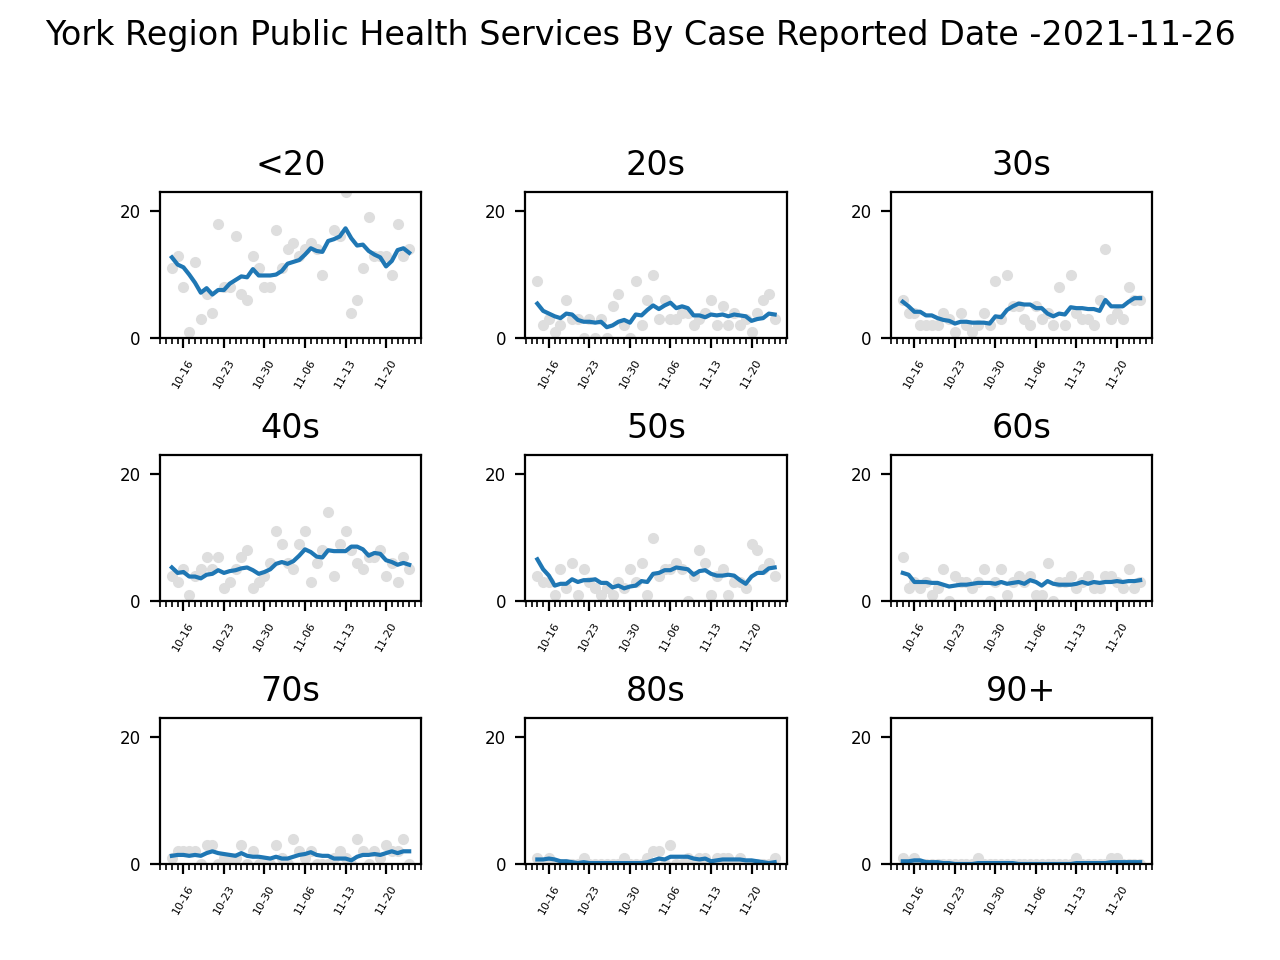 York Region Public Health Services By Case Reported Date -2021-11-26
<20 20s 30s
20 20 20
0 0 0
10-16 10-23 10-30 11-06 11-13 11-20 10-16 10-23 10-30 11-06 11-13 11-20 10-16 10-23 10-30 11-06 11-13 11-20
40s 50s 60s
20 20 20
0 0 0
10-16 10-23 10-30 11-06 11-13 11-20 10-16 10-23 10-30 11-06 11-13 11-20 10-16 10-23 10-30 11-06 11-13 11-20
70s 80s 90+
20 20 20
0 0 0
10-16 10-23 10-30 11-06 11-13 11-20 10-16 10-23 10-30 11-06 11-13 11-20 10-16 10-23 10-30 11-06 11-13 11-20